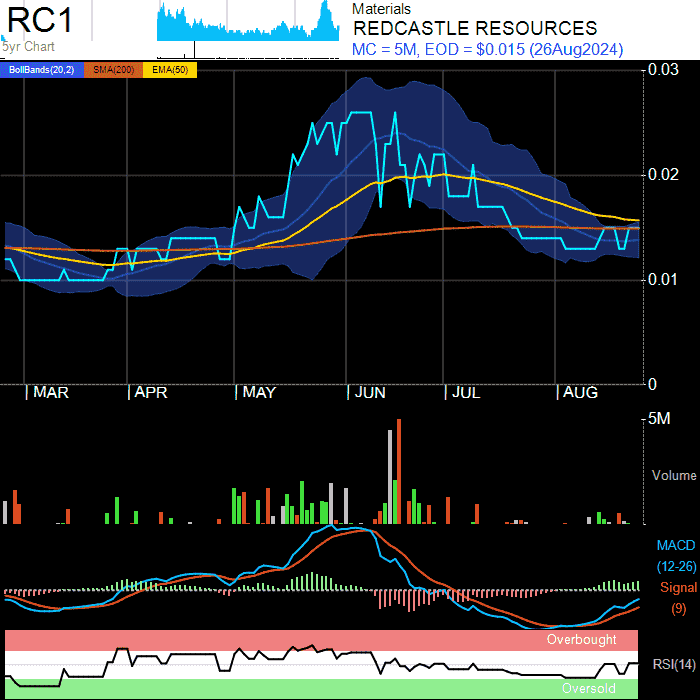 RC1
5yr Chart
Materials
REDCASTLE RESOURCES
MC = 5M, EOD = $0.015 (26Aug2024)
BollBands(20,2) SMA(200) EMA(50)
0.03
0.02
0.01
0
MAR APR MAY JUN JUL AUG
5M
Volume
MACD
(12-26)
Signal
(9)
Overbought
RSI(14)
Oversold